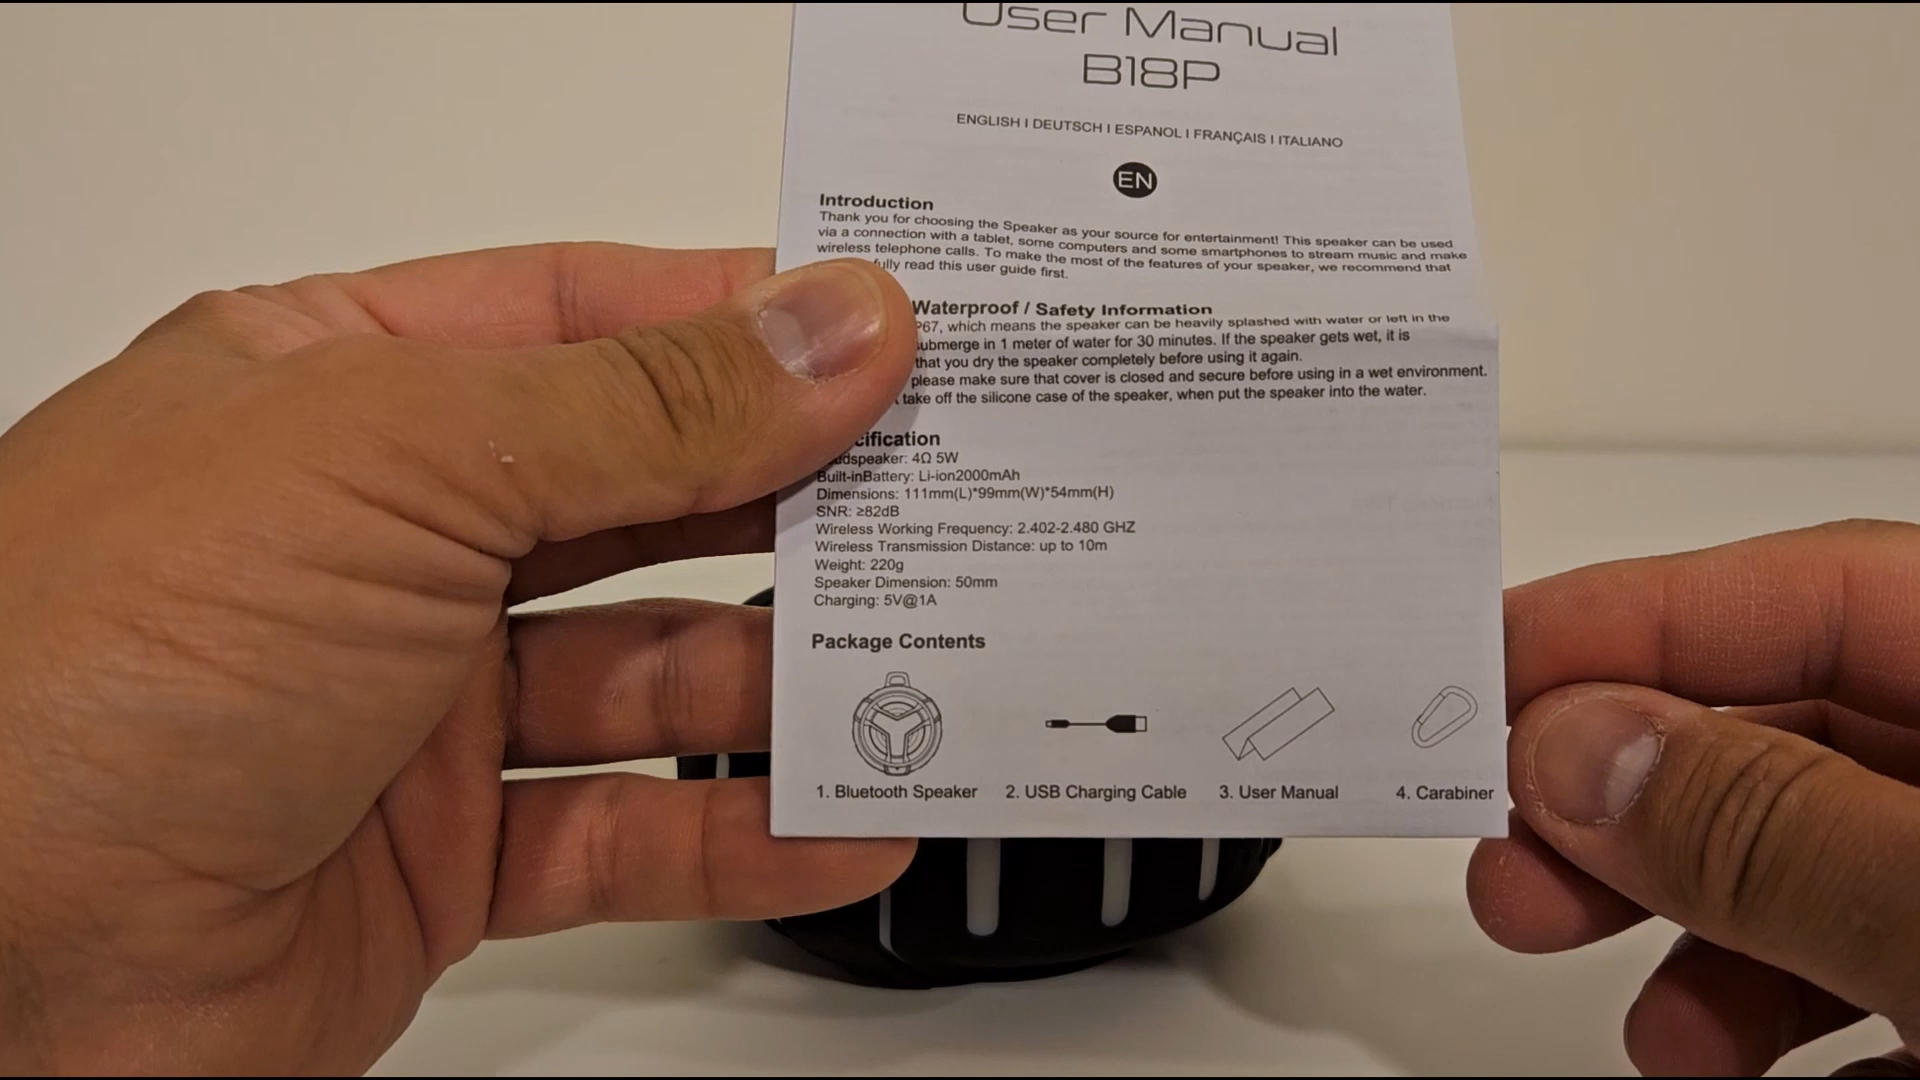 User Manual
B18P
ENGLISH I DEUTSCH I ESPANOL I FRANÇAIS I ITALIANO
EN
Introduction
Thank you for choosing the Speaker as your source for entertainment! This speaker can be used
via a connection with a tablet, some computers and some smartphones to stream music and make
wireless telephone calls. To make the most of the features of your speaker, we recommend that
read this user guide first.
Waterproof / Safety Information
which means the speaker can be heavily splashed with water or left in the
in 1 meter of water for 30 minutes. If the speaker gets wet, it is
that you dry the speaker completely before using it again.
please make sure that cover is closed and secure before using in a wet environment.
take off the silicone case of the speaker, when put the speaker into the water.
4Ω 5W
Built-inBattery: Li-ion2000mAh
Dimensions: 111mm(L)*99mm(W)*54mm(H)
SNR: ≥82dB
Wireless Working Frequency: 2.402-2.480 GHZ
Wireless Transmission Distance: up to 10m
Weight: 220g
Speaker Dimension: 50mm
Charging: 5V@1A
Package Contents
1. Bluetooth Speaker 2. USB Charging Cable 3. User Manual 4. Carabiner